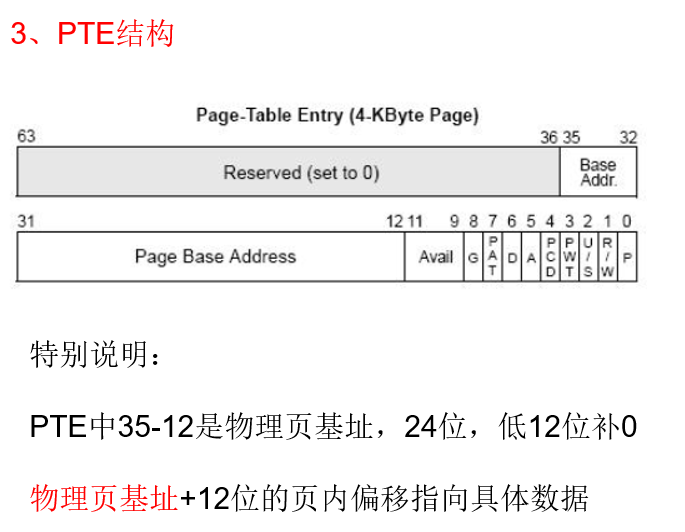 3、PTE结构
Page-Table Entry (4-KByte Page)
63 36 35 32
Reserved (set to 0) Base Addr.
31 12 11 9 8 7 6 5 4 3 2 1 0
Page Base Address Avail G PAT D A PCD PWT U/S R/W P
特别说明：
PTE中35-12是物理页基址，24位，低12位补0
物理页基址+12位的页内偏移指向具体数据